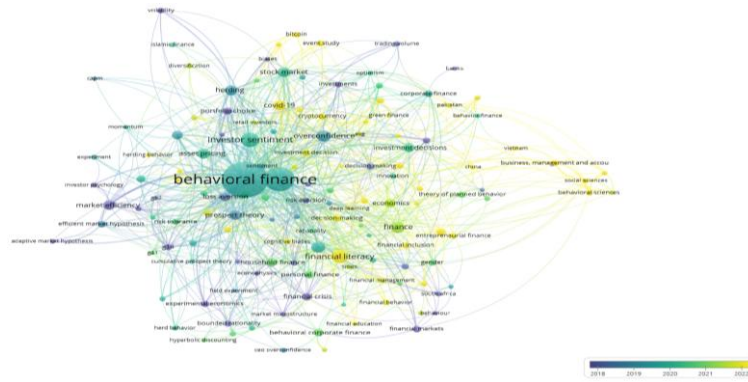 volatility
bitcoin
islamic finance
event study
trading volume
biases
diversification
stock market
optimism
banks
herding
investments
corporate finance
covid-19
pakistan
portfolio choice
cryptocurrency
green finance
behavioral finance
retail investors
momentum
overconfidence
investor sentiment
investment decisions
vietnam
experiment
herding behavior
asset pricing
investment decision
china
business, management and accou
sentiment
decision-making
innovation
social sciences
behavioral finance
investor psychology
theory of planned behavior
behavioral sciences
loss aversion
risk aversion
market efficiency
economics
deep learning
prospect theory
decision making
efficient market hypothesis
risk tolerance
finance
entrepreneurial finance
adaptive market hypothesis
cognitive biases
financial inclusion
g41
financial literacy
cumulative prospect theory
household finance
gender
econophysics
personal finance
financial management
field experiment
south africa
experimental economics
financial crisis
financial behavior
market microstructure
behaviour
herd behavior
bounded rationality
financial education
financial markets
behavioral corporate finance
hyperbolic discounting
ceo overconfidence
2018 2019 2020 2021 2022